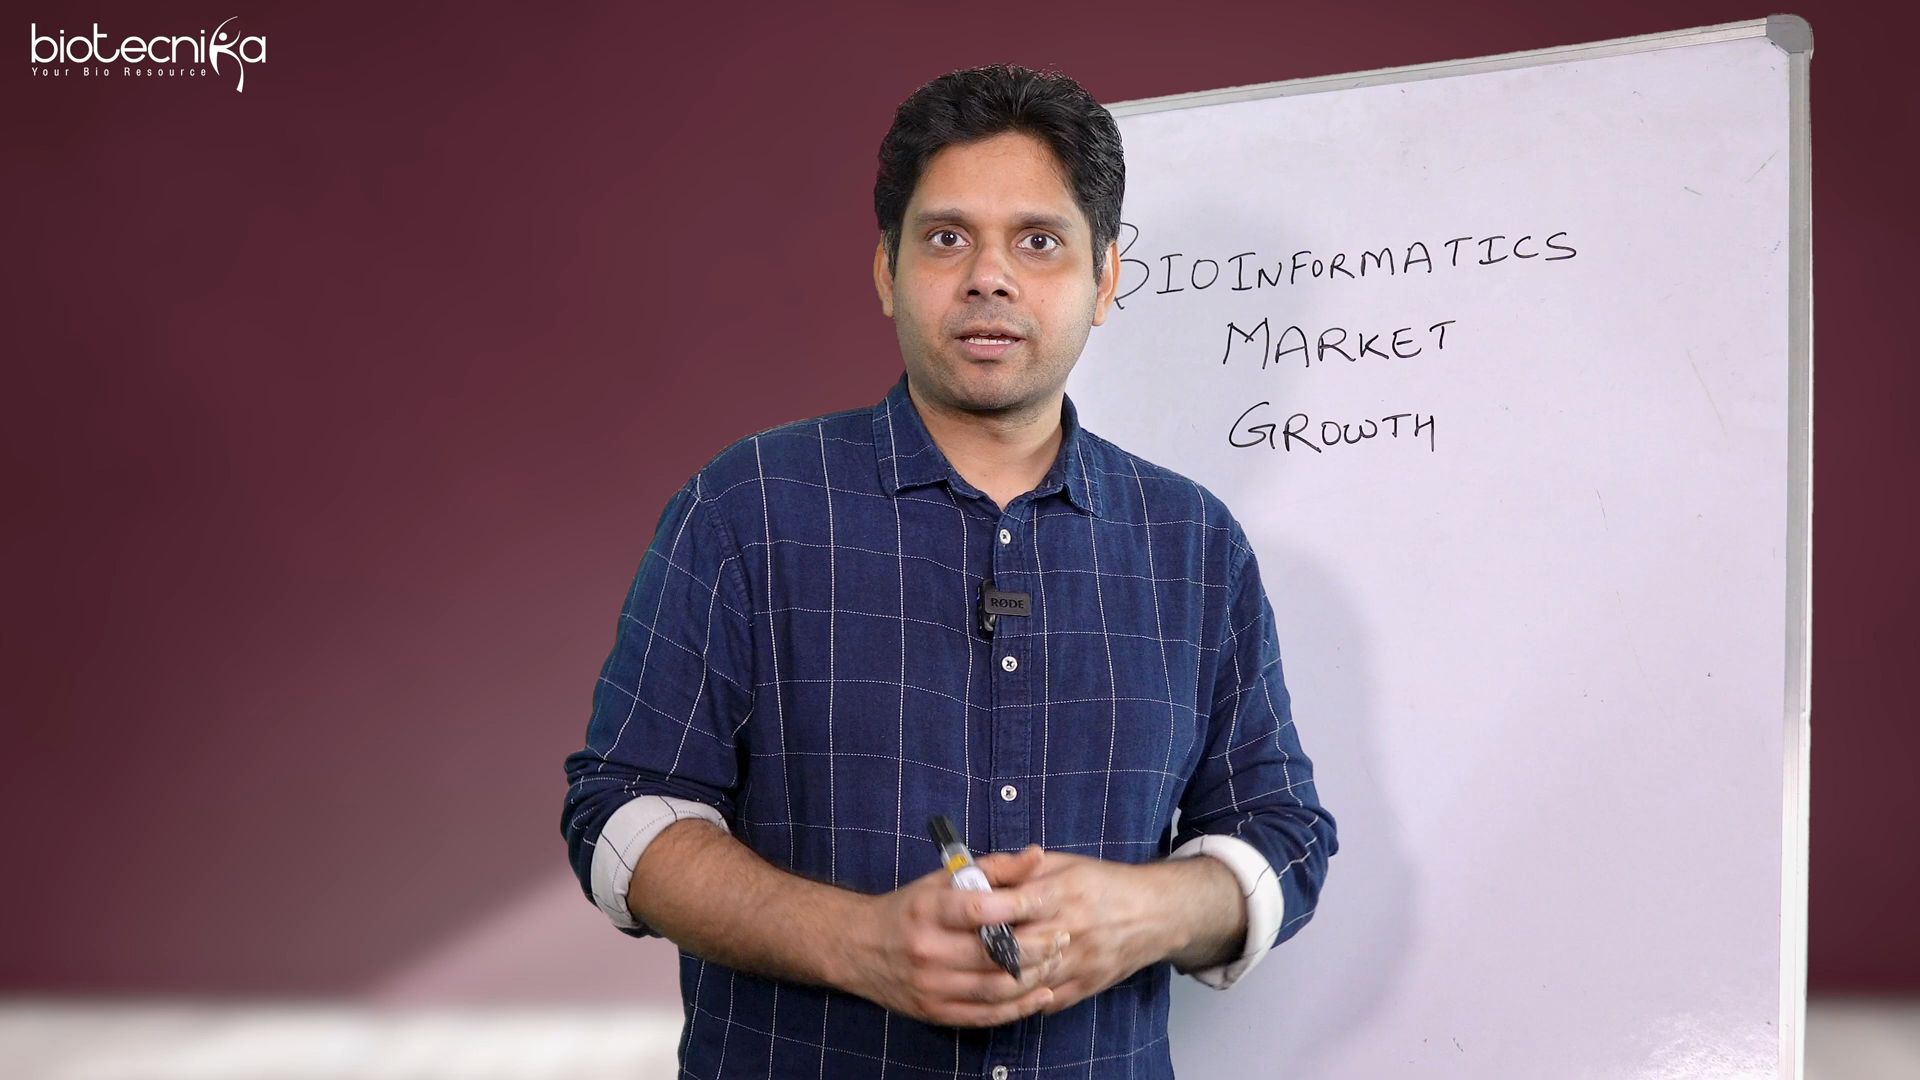 biotecnika
Your Bio Resource
BIOINFORMATICS
MARKET
GROWTH
RØDE